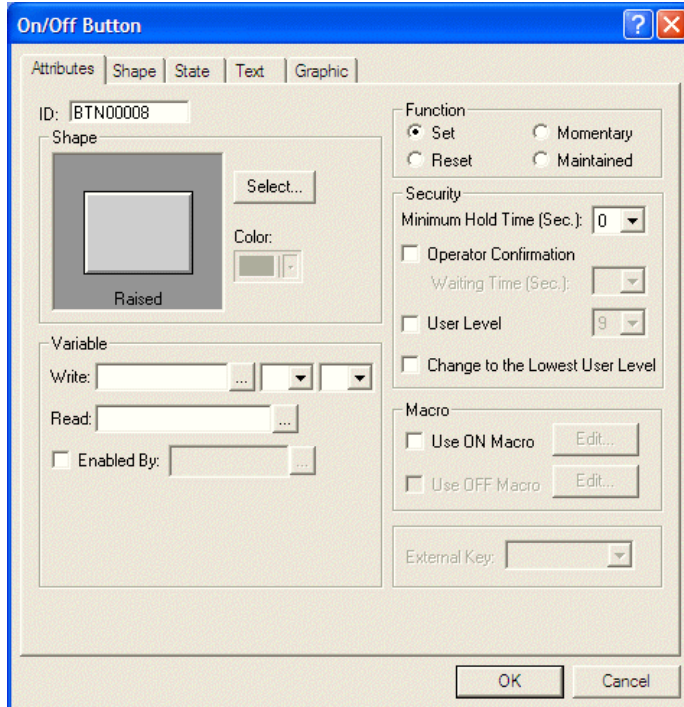 On/Off Button
Attributes Shape State Text Graphic
ID: BTN00008
Shape
Select...
Color:
Raised
Variable
Write: ...
Read: ...
Enabled By: ...
Function
Set Momentary
Reset Maintained
Security
Minimum Hold Time (Sec.): 0
Operator Confirmation
Waiting Time (Sec.):
User Level 9
Change to the Lowest User Level
Macro
Use ON Macro Edit...
Use OFF Macro Edit...
External Key:
OK Cancel